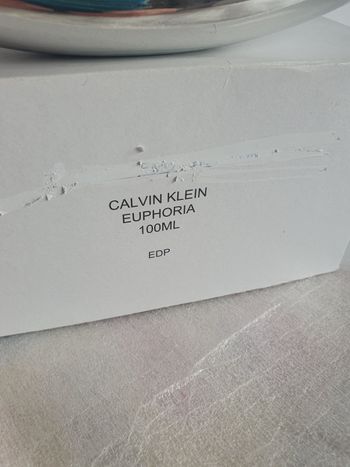 CALVIN KLEIN
EUPHORIA
100ML
EDP